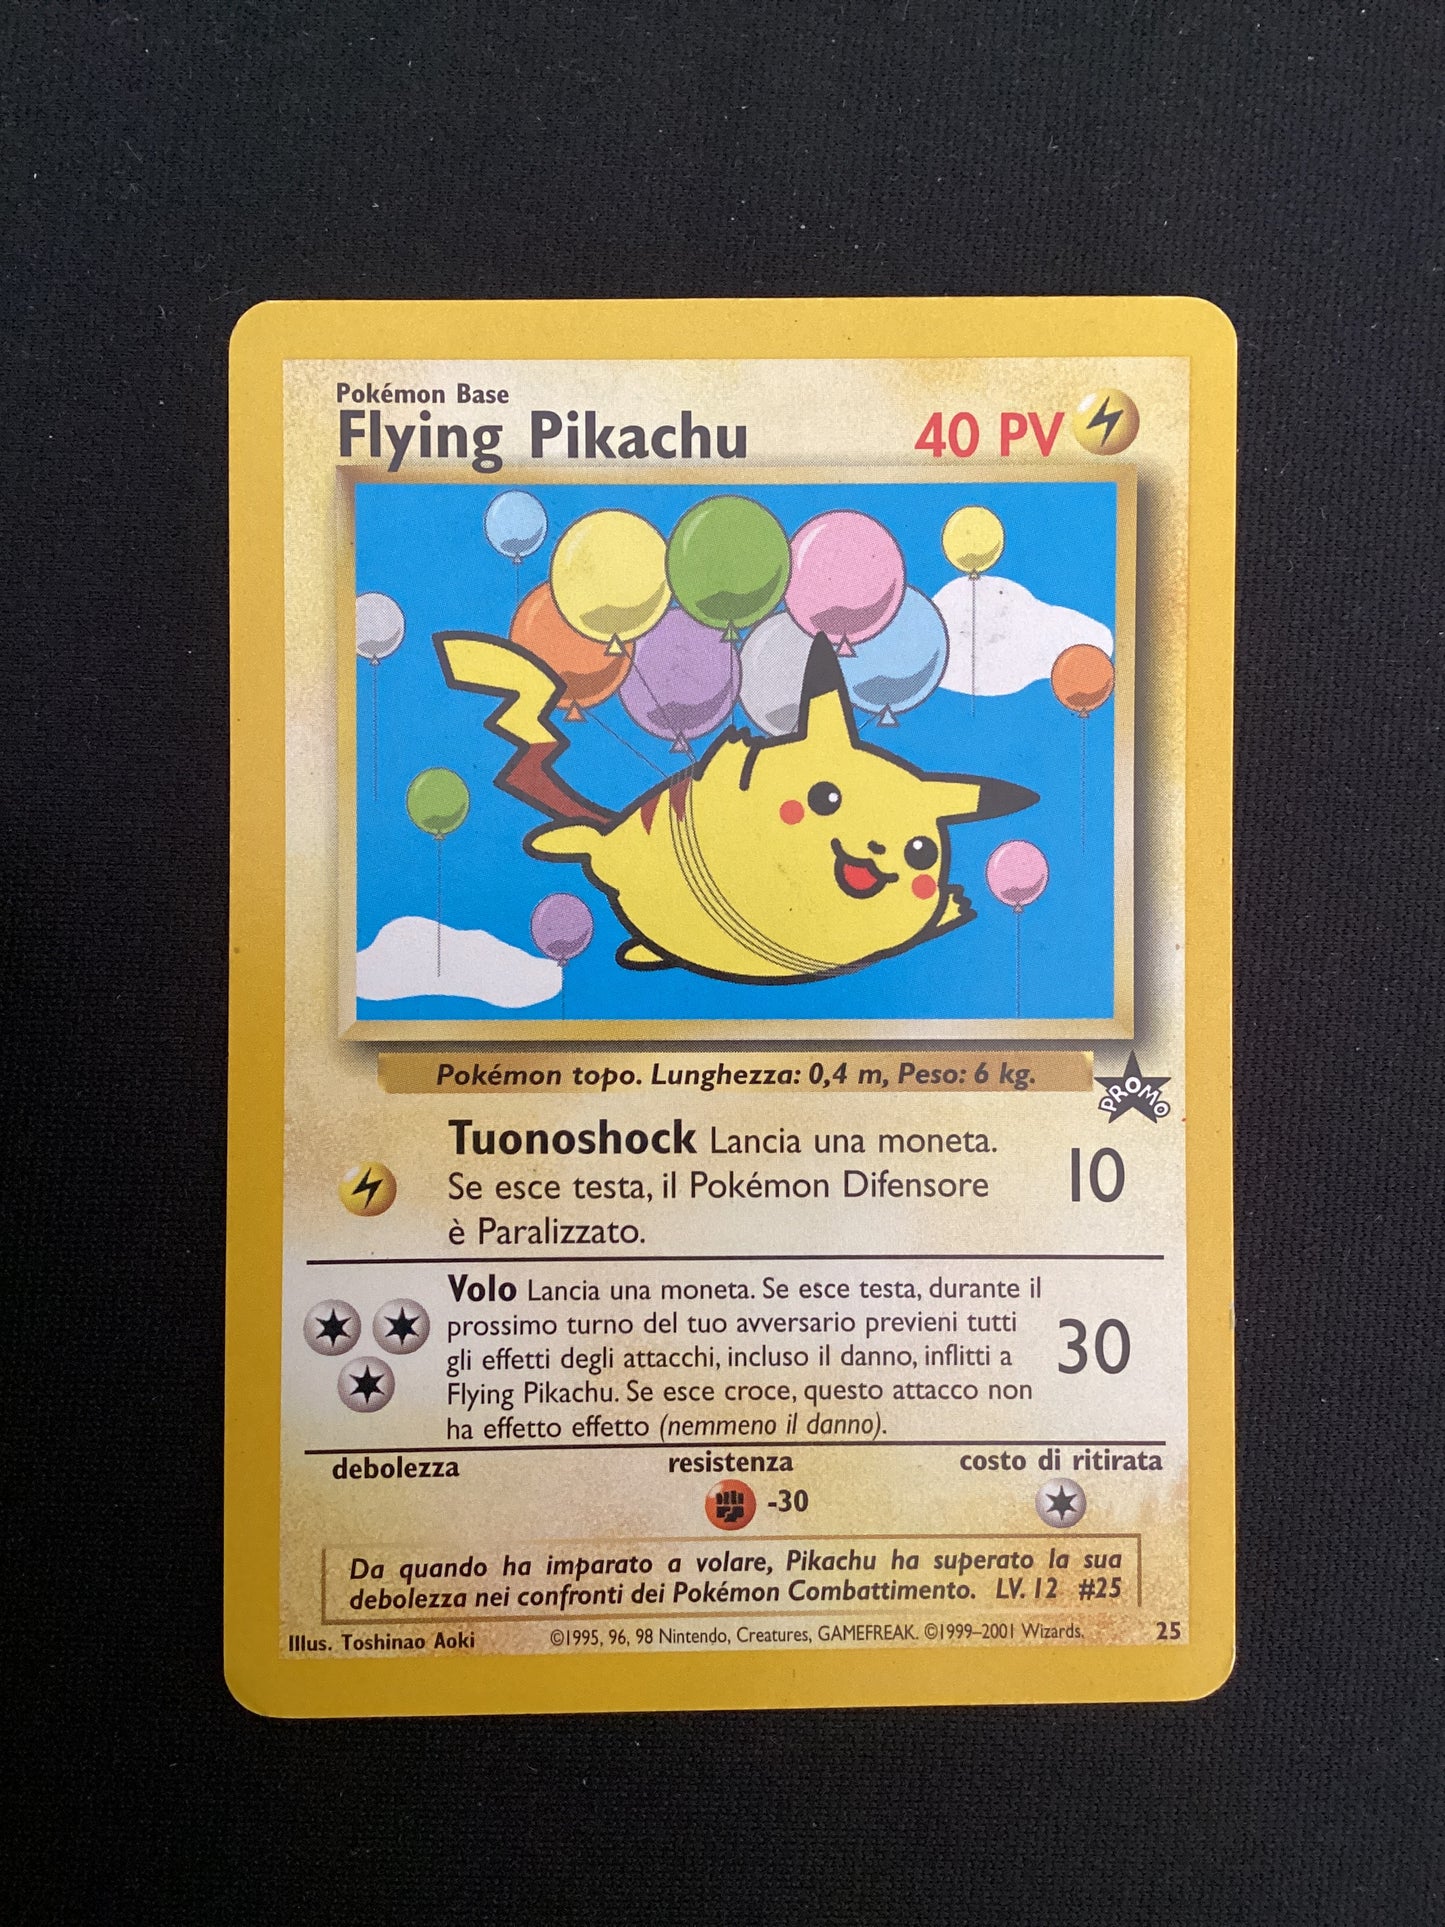 Pokémon Base
Flying Pikachu 40 PV
Pokémon topo. Lunghezza: 0,4 m, Peso: 6 kg.
PROMO
Tuonoshock Lancia una moneta.
Se esce testa, il Pokémon Difensore
è Paralizzato.
10
Volo Lancia una moneta. Se esce testa, durante il
prossimo turno del tuo avversario previeni tutti
gli effetti degli attacchi, incluso il danno, inflitti a
Flying Pikachu. Se esce croce, questo attacco non
ha effetto effetto (nemmeno il danno).
30
debolezza resistenza costo di ritirata
-30
Da quando ha imparato a volare, Pikachu ha superato la sua
debolezza nei confronti dei Pokémon Combattimento. LV. 12 #25
Illus. Toshinao Aoki ©1995, 96, 98 Nintendo, Creatures, GAMEFREAK. ©1999–2001 Wizards. 25